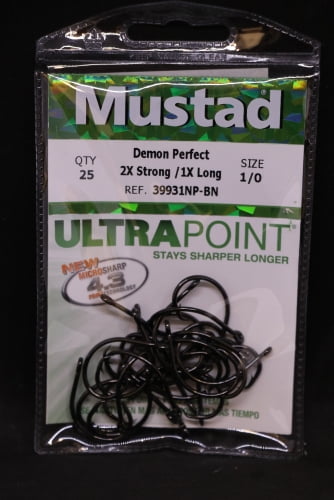 Mustad
Demon Perfect
QTY 2X Strong /1X Long SIZE
25 1/0
REF. 39931NP-BN
ULTRAPOINT®
STAYS SHARPER LONGER
NEW
MICROSHARP
4.3
TECHNOLOGY
TIEMPO